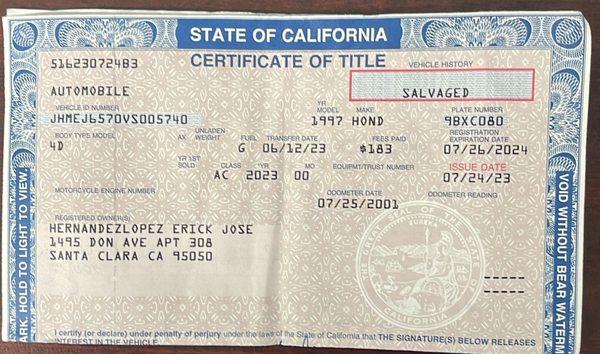 STATE OF CALIFORNIA
CERTIFICATE OF TITLE
51623072483
VEHICLE HISTORY
AUTOMOBILE
SALVAGED
VEHICLE ID NUMBER
YR MODEL
MAKE
PLATE NUMBER
JHMEJ6570VS005740
1997 HOND
9BXC080
BODY TYPE MODEL
AX
UNLADEN WEIGHT
FUEL
TRANSFER DATE
FEES PAID
REGISTRATION EXPIRATION DATE
4D
G
06/12/23
$183
07/26/2024
YR 1ST SOLD
CLASS
YR
MO
EQUIPMT/TRUST NUMBER
ISSUE DATE
AC
2023
00
07/24/23
MOTORCYCLE ENGINE NUMBER
ODOMETER DATE
ODOMETER READING
07/25/2001
REGISTERED OWNER(S)
HERNANDEZLOPEZ ERICK JOSE
1495 DON AVE APT 308
SANTA CLARA CA 95050
I certify (or declare) under penalty of perjury under the laws of the State of California that THE SIGNATURE(S) BELOW RELEASES
INTEREST IN THE VEHICLE.
ARK. HOLD TO LIGHT TO VIEW.
VOID WITHOUT BEAR WATERM